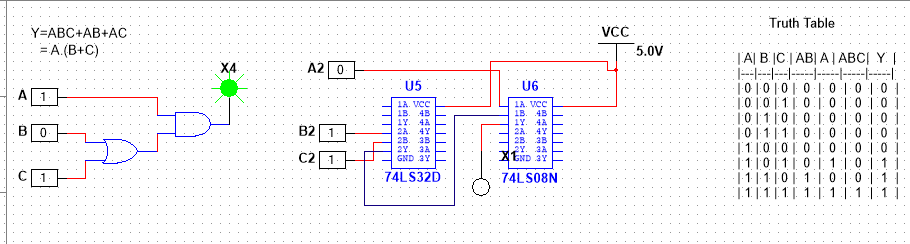 Y=ABC+AB+AC
= A.(B+C)
X4
A 1
B 0
C 1
A2 0
B2 1
C2 1
U5
1A VCC
1B 4A
1Y 4Y
2A 4Y
2B 3B
2Y 3A
GND 3Y
74LS32D
U6
1A VCC
1B 4A
1Y 4B
2A 4Y
2B 3B
2Y 3A
GND 3Y
X1
74LS08N
VCC
5.0V
Truth Table
| A| B |C | AB| A | ABC| Y |
|---|---|---|----|----|-----|-----|
0| 0| 0| 0| 0| 0| 0|
0| 0| 1| 0| 0| 0| 0|
0| 1| 0| 0| 0| 0| 0|
0| 1| 1| 0| 0| 0| 0|
1| 0| 0| 0| 0| 0| 0|
1| 0| 1| 0| 1| 0| 1|
1| 1| 0| 1| 0| 0| 1|
1| 1| 1| 1| 1| 1| 1|